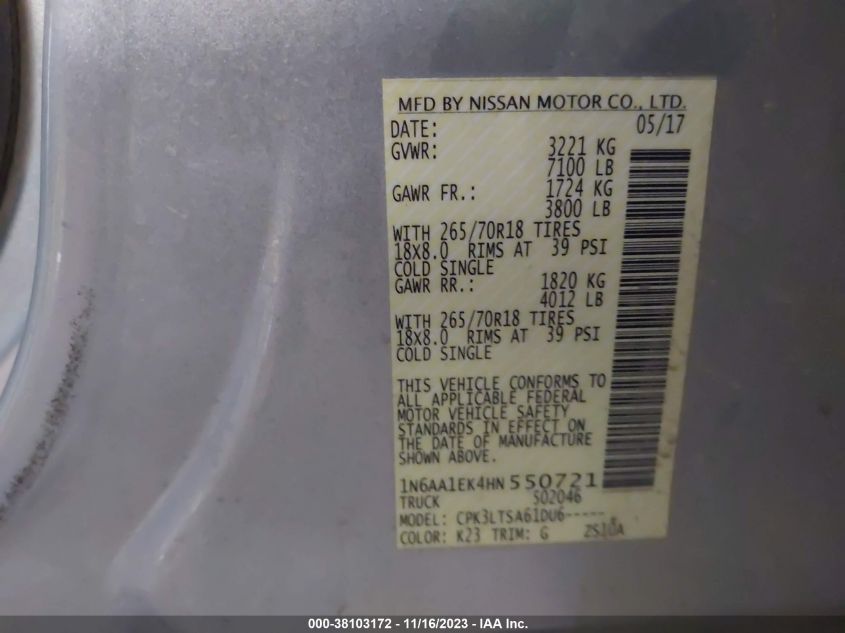 MFD BY NISSAN MOTOR CO., LTD.
DATE: 05/17
GVWR: 3221 KG
7100 LB
GAWR FR.: 1724 KG
3800 LB
WITH 265/70R18 TIRES
18X8.0 RIMS AT 39 PSI
COLD SINGLE
GAWR RR.: 1820 KG
4012 LB
WITH 265/70R18 TIRES
18X8.0 RIMS AT 39 PSI
COLD SINGLE
THIS VEHICLE CONFORMS TO
ALL APPLICABLE FEDERAL
MOTOR VEHICLE SAFETY
STANDARDS IN EFFECT ON
THE DATE OF MANUFACTURE
SHOWN ABOVE.
1N6AA1EK4HN550721
TRUCK S02046
MODEL: CPK3LTSA61DU6-----
COLOR: K23 TRIM: G
000-38103172 - 11/16/2023 - IAA Inc.